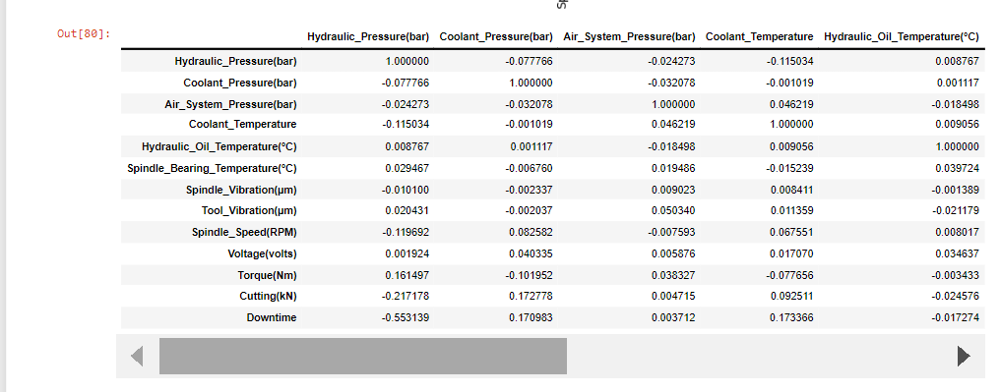 Sp
Out[80]:
Hydraulic_Pressure(bar) Coolant_Pressure(bar) Air_System_Pressure(bar) Coolant_Temperature Hydraulic_Oil_Temperature(°C)
Hydraulic_Pressure(bar) 1.000000 -0.077766 -0.024273 -0.115034 0.008767
Coolant_Pressure(bar) -0.077766 1.000000 -0.032078 -0.001019 0.001117
Air_System_Pressure(bar) -0.024273 -0.032078 1.000000 0.046219 -0.018498
Coolant_Temperature -0.115034 -0.001019 0.046219 1.000000 0.009056
Hydraulic_Oil_Temperature(°C) 0.008767 0.001117 -0.018498 0.009056 1.000000
Spindle_Bearing_Temperature(°C) 0.029467 -0.006760 0.019486 -0.015239 0.039724
Spindle_Vibration(µm) -0.010100 -0.002337 0.009023 0.008411 -0.001389
Tool_Vibration(µm) 0.020431 -0.002037 0.050340 0.011359 -0.021179
Spindle_Speed(RPM) -0.119692 0.082582 -0.007593 0.067551 0.008017
Voltage(volts) 0.001924 0.040335 0.005876 0.017070 0.034637
Torque(Nm) 0.161497 -0.101952 0.038327 -0.077656 -0.003433
Cutting(kN) -0.217178 0.172778 0.004715 0.092511 -0.024576
Downtime -0.553139 0.170983 0.003712 0.173366 -0.017274